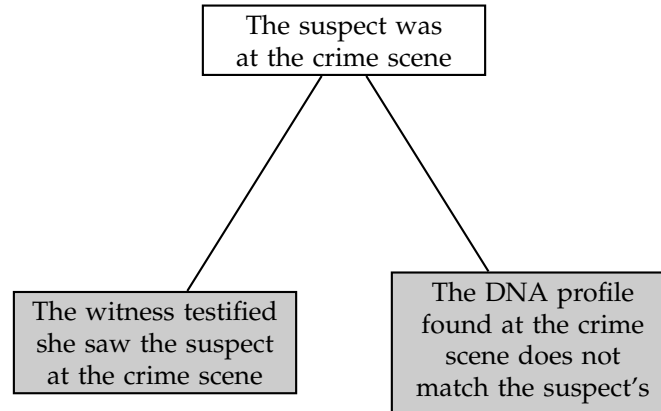 The suspect was
at the crime scene
The witness testified
she saw the suspect
at the crime scene
The DNA profile
found at the crime
scene does not
match the suspect's